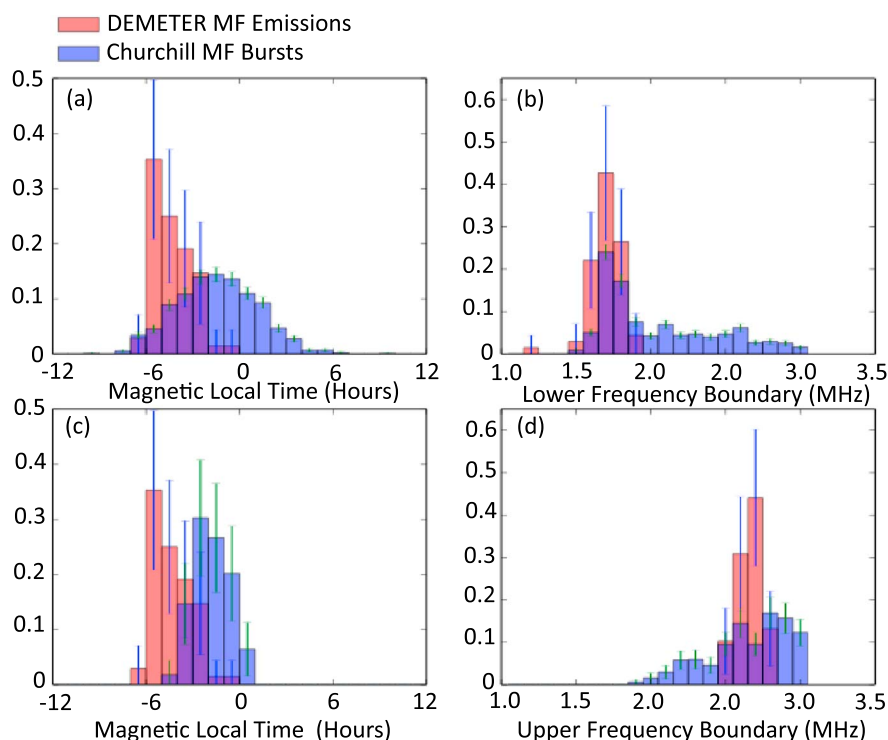 DEMETER MF Emissions
Churchill MF Bursts
(a)
0.5
0.4
0.3
0.2
0.1
0
-12 -6 0 6 12
Magnetic Local Time (Hours)
(b)
0.6
0.5
0.4
0.3
0.2
0.1
0
1.0 1.5 2.0 2.0 3.0 3.5
Lower Frequency Boundary (MHz)
(c)
0.5
0.4
0.3
0.2
0.1
0
-12 -6 0 6 12
Magnetic Local Time (Hours)
(d)
0.6
0.5
0.4
0.3
0.2
0.1
0
1.0 1.5 2.0 2.0 3.0 3.5
Upper Frequency Boundary (MHz)